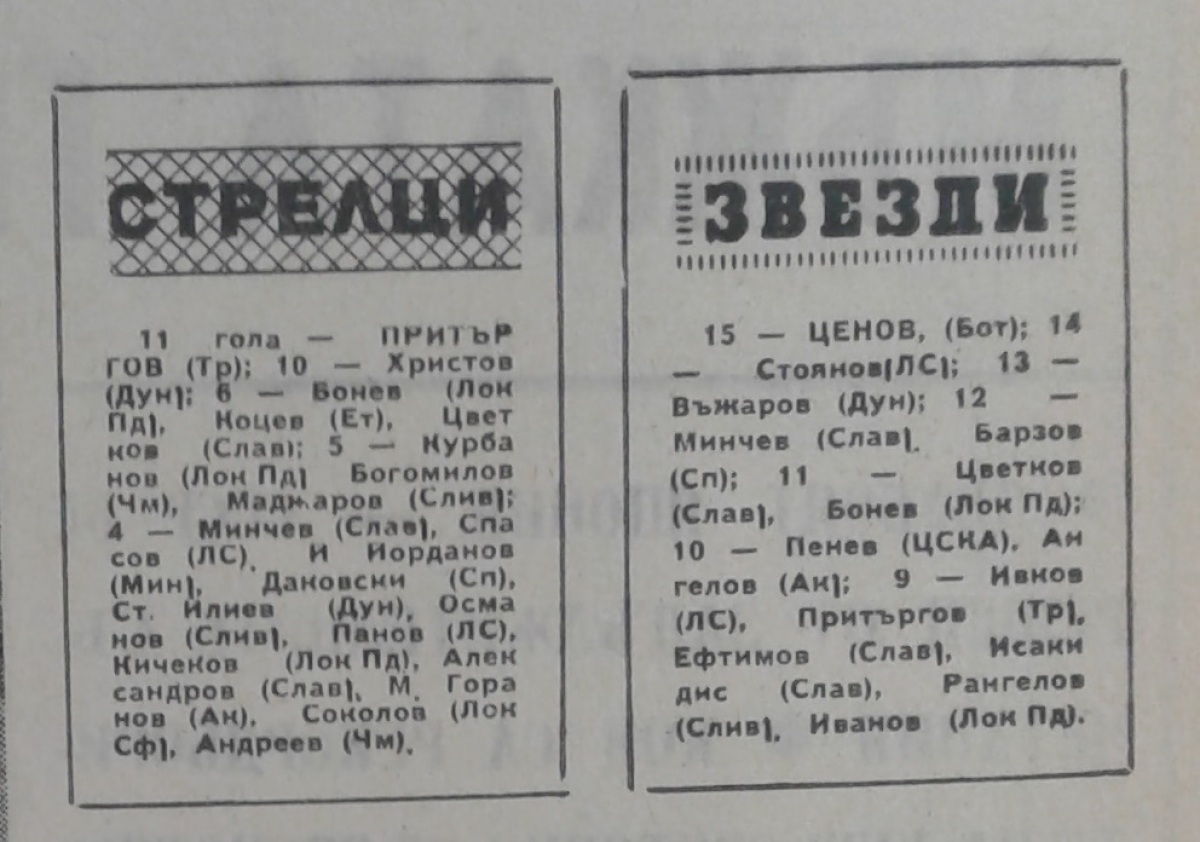 СТРЕЛЦИ
11 гола — ПРИТЪР
ГОВ (Тр); 10 — Христов
(Дун); 6 — Бонев (Лок
Пд), Коцев (Ет), Цвет
ков (Слав); 5 — Курба
нов (Лок Пд) Богомилов
(Чм), Маджаров (Слив);
4 — Минчев (Слав), Спа
сов (ЛС), И Йорданов
(Мин), Дановски (Сп),
Ст. Илиев (Дун), Осма
нов (Слив), Панов (ЛС),
Кичеков (Лок Пд), Алек
сандров (Слав), М. Гора
нов (Ак), Соколов (Лок
Сф), Андреев (Чм).
ЗВЕЗДИ
15 — ЦЕНОВ, (Бот); 14
— Стоянов(ЛС); 13 —
Въжаров (Дун); 12 —
Минчев (Слав), Барзов
(Сп); 11 — Цветков
(Слав), Бонев (Лок Пд);
10 — Пенев (ЦСКА), Ан
гелов (Ак); 9 — Ивков
(ЛС), Притъргов (Тр),
Ефтимов (Слав), Исаки
дис (Слав), Рангелов
(Слив), Иванов (Лок Пд).